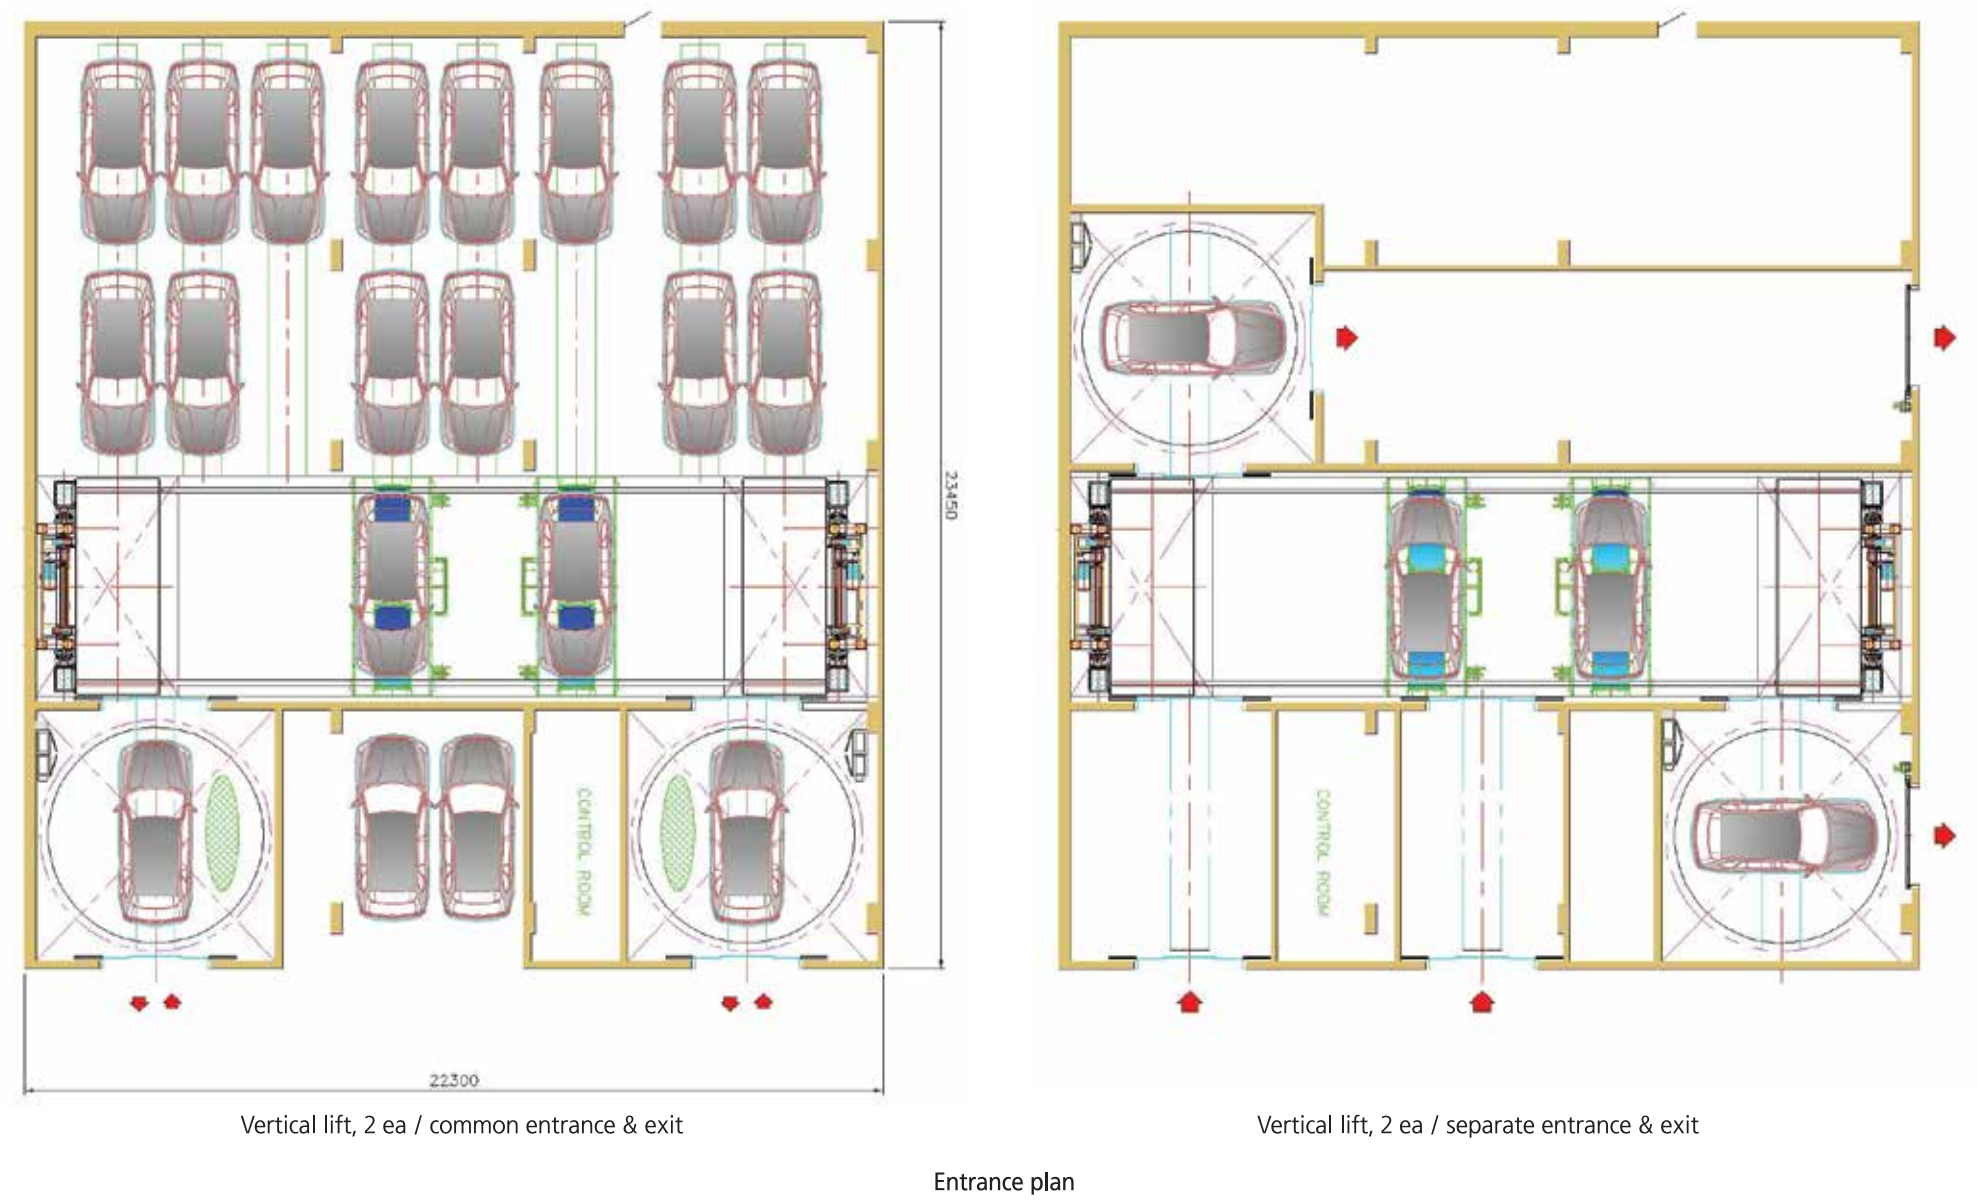 23450
CONTROL ROOM
CONTROL ROOM
22300
Vertical lift, 2 ea / common entrance & exit
Vertical lift, 2 ea / separate entrance & exit
Entrance plan